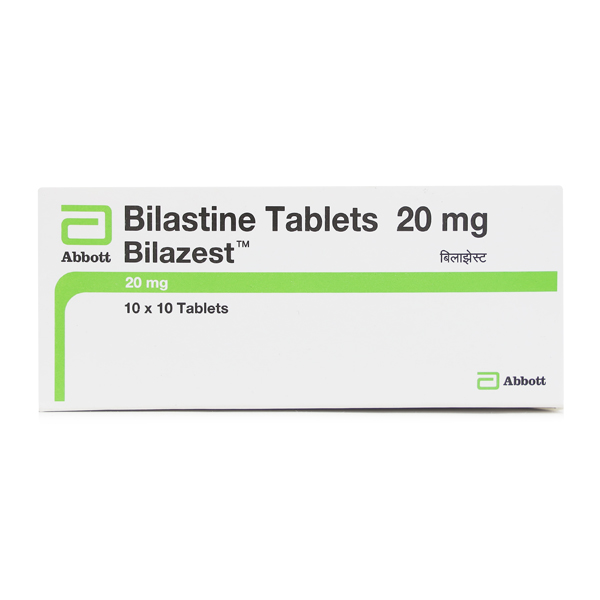 Abbott
Bilastine Tablets 20 mg
Bilazest™
बिलाझेस्ट
20 mg
10 x 10 Tablets
Abbott